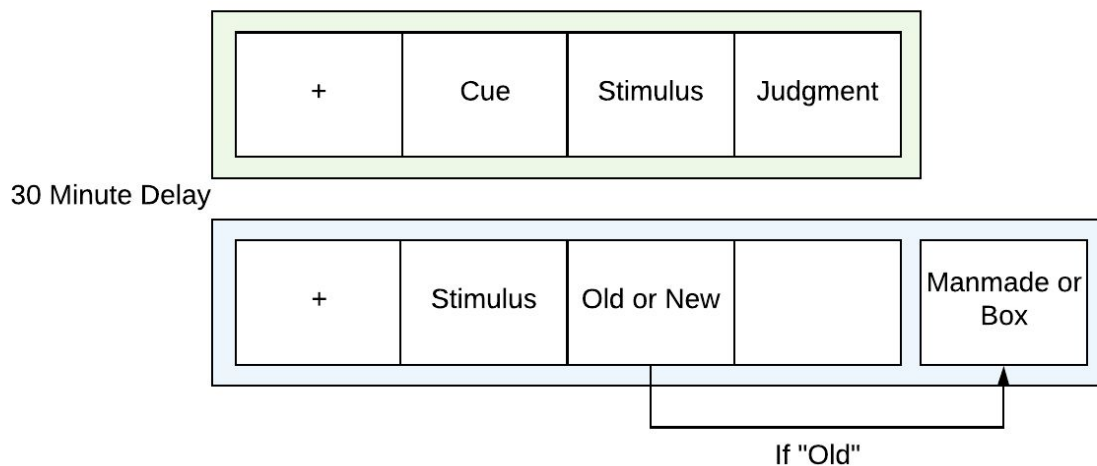 +
Cue
Stimulus
Judgment
30 Minute Delay
+
Stimulus
Old or New
Manmade or
Box
If "Old"